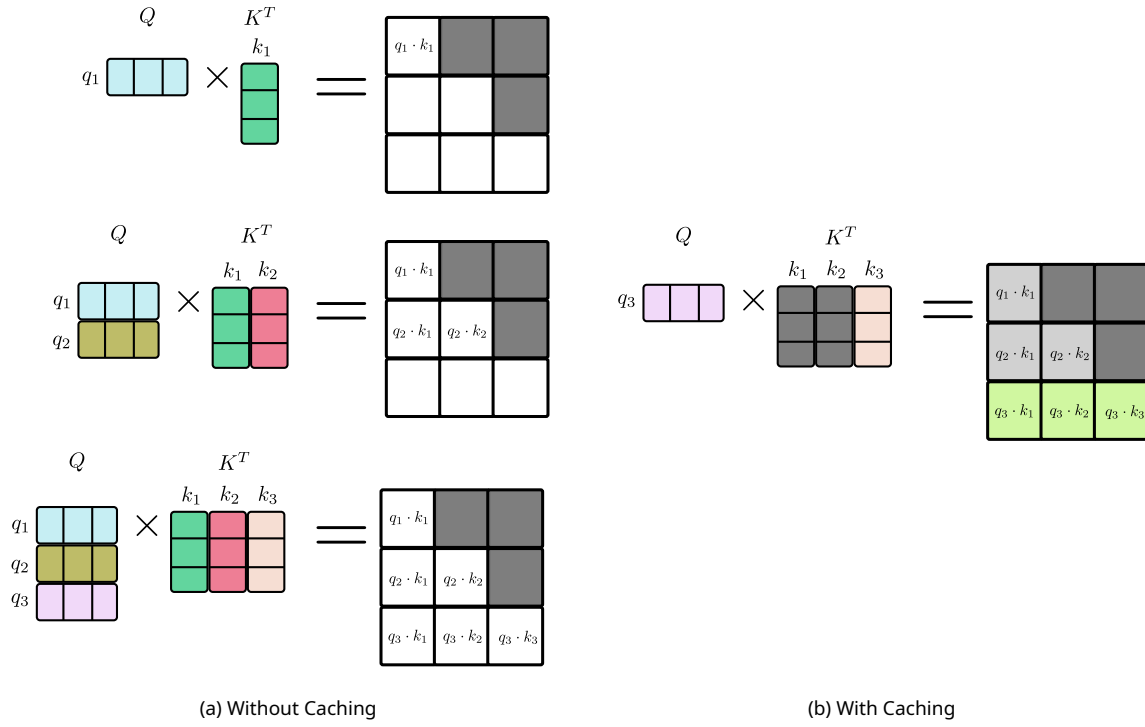 Q K^T
k_1
q_1 × = q_1 · k_1
Q K^T
k_1 k_2
q_1 × = q_1 · k_1
q_2 q_2 · k_1 q_2 · k_2
Q K^T
k_1 k_2 k_3
q_1 × = q_1 · k_1
q_2 q_2 · k_1 q_2 · k_2
q_3 q_3 · k_1 q_3 · k_2 q_3 · k_3
(a) Without Caching
Q K^T
k_1 k_2 k_3
q_3 × = q_1 · k_1
q_2 · k_1 q_2 · k_2
q_3 · k_1 q_3 · k_2 q_3 · k_3
(b) With Caching